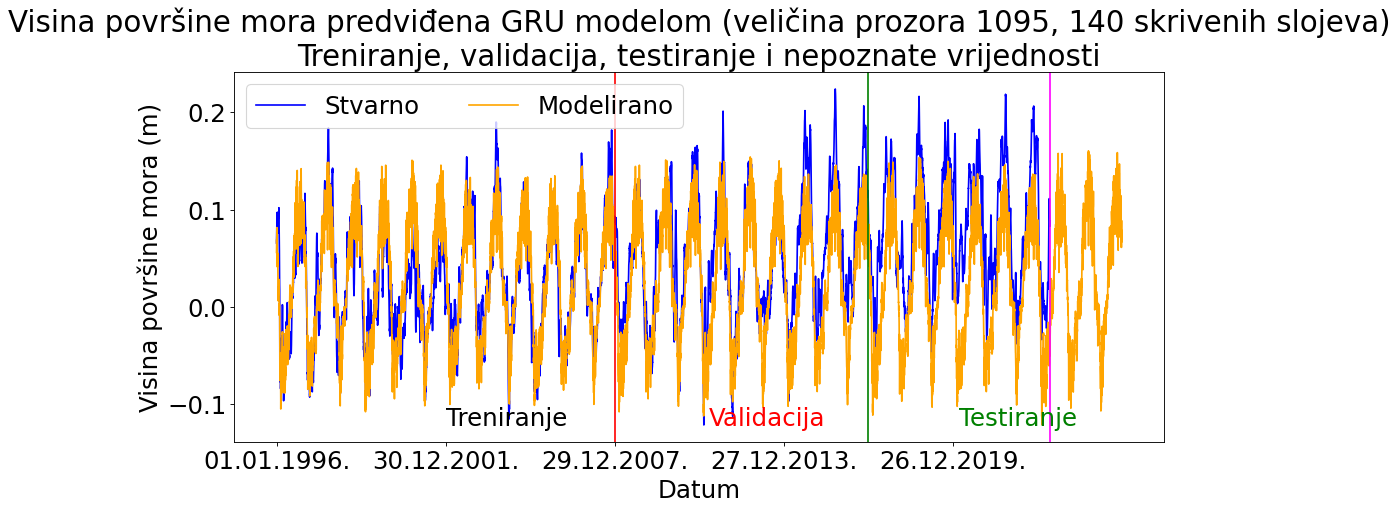 Visina površine mora predviđena GRU modelom (veličina prozora 1095, 140 skrivenih slojeva)
Treniranje, validacija, testiranje i nepoznate vrijednosti
Stvarno
Modelirano
Visina površine mora (m)
0.2
0.1
0.0
−0.1
Treniranje
Validacija
Testiranje
01.01.1996.
30.12.2001.
29.12.2007.
27.12.2013.
26.12.2019.
Datum